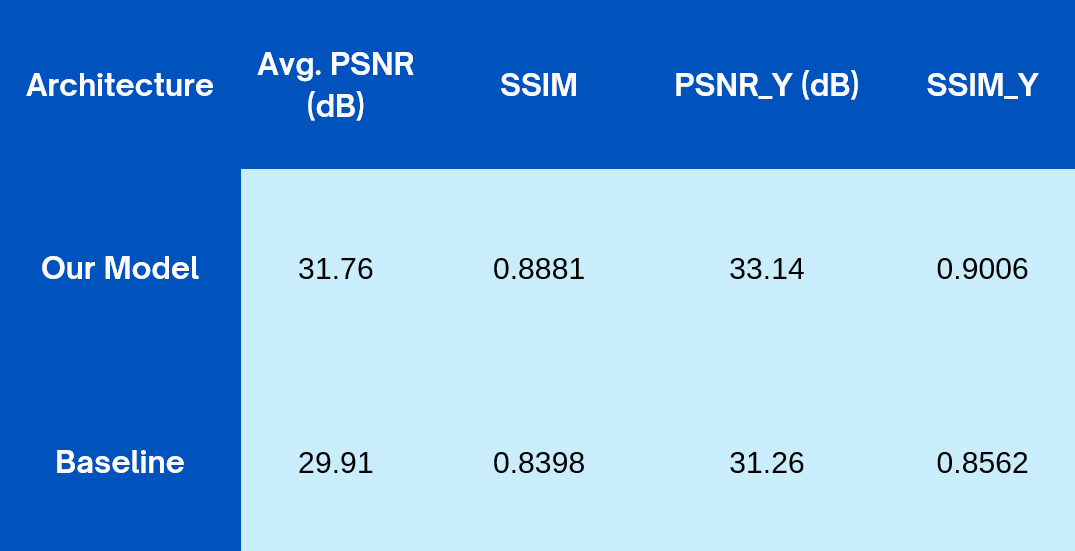 Architecture Avg. PSNR (dB) SSIM PSNR_Y (dB) SSIM_Y
Our Model 31.76 0.8881 33.14 0.9006
Baseline 29.91 0.8398 31.26 0.8562